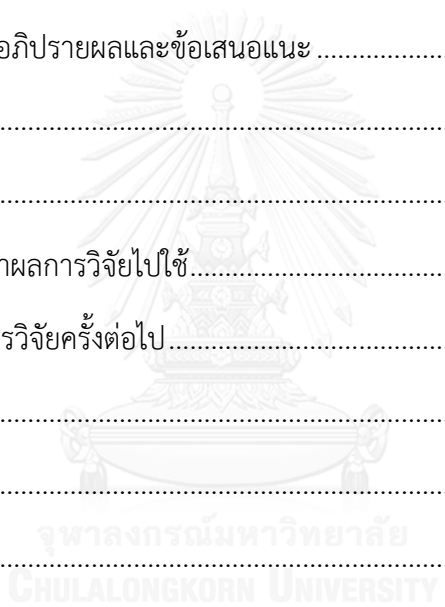 อภิปรายผลและข้อเสนอแนะ ....................
........................................................
........................................................
าผลการวิจัยไปใช้........................................
รวิจัยครั้งต่อไป ........................................
........................................................
........................................................
จุฬาลงกรณ์มหาวิทยาลัย
........................................................
CHULALONGKORN UNIVERSITY